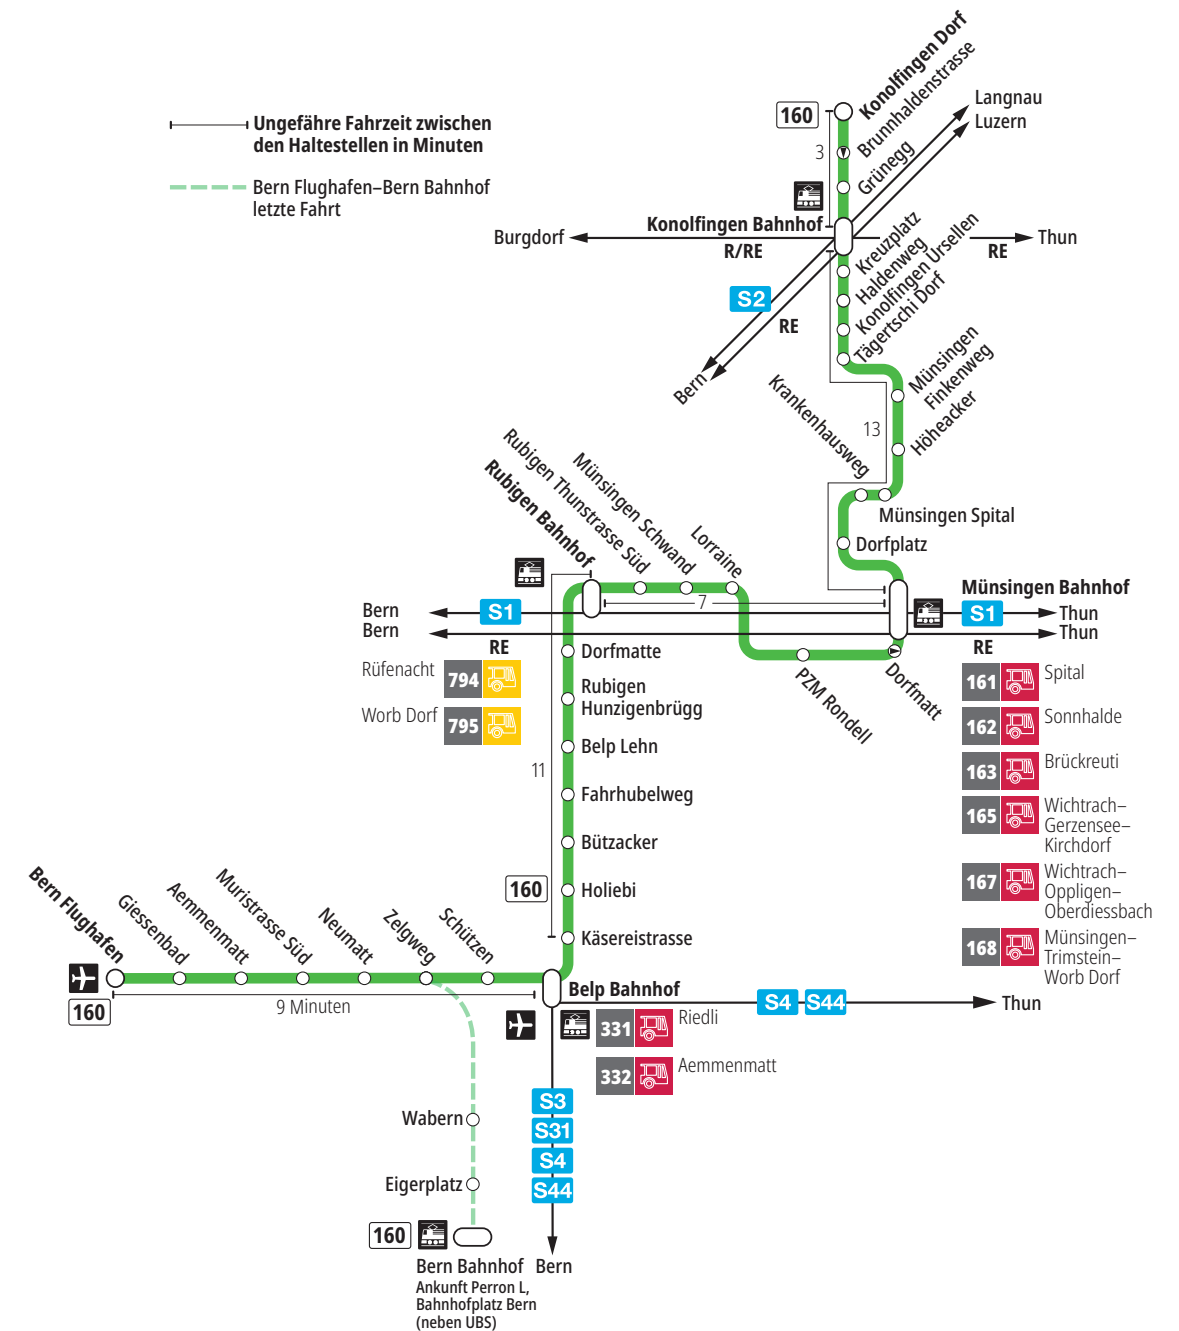 Ungefähre Fahrzeit zwischen
den Haltestellen in Minuten
Bern Flughafen–Bern Bahnhof
letzte Fahrt
160
Konolfingen Dorf
Brunnhaldenstrasse
3
Grünegg
Langnau
Luzern
Konolfingen Bahnhof
Burgdorf
R/RE
RE
Thun
S2
RE
Bern
Kreuzplatz
Haldenweg
Konolfingen Ursellen
Tägertschi Dorf
Münsingen
Finkenweg
Höheacker
13
Krankenhausweg
Münsingen Spital
Dorfplatz
Münsingen Bahnhof
Rubigen Bahnhof
Rubigen Thunstrasse Süd
Münsingen Schwand
Lorraine
7
Bern
S1
S1
Thun
Bern
Thun
RE
RE
PZM Rondell
Dorfmatt
Rüfenacht
794
Worb Dorf
795
161
Spital
162
Sonnhalde
163
Brückreuti
165
Wichtrach–
Gerzensee–
Kirchdorf
167
Wichtrach–
Oppligen–
Oberdiessbach
168
Münsingen–
Trimstein–
Worb Dorf
Dorfmatte
Rubigen
Hunzigenbrügg
Belp Lehn
11
Fahrhubelweg
Bützacker
160
Holiebi
Käsereistrasse
Bern Flughafen
Giessenbad
Aemmenmatt
Muristrasse Süd
Neumatt
Zelgweg
Schützen
160
9 Minuten
Belp Bahnhof
S4
S44
Thun
331
Riedli
332
Aemmenmatt
S3
S31
S4
S44
Bern
Wabern
Eigerplatz
160
Bern Bahnhof
Ankunft Perron L,
Bahnhofplatz Bern
(neben UBS)